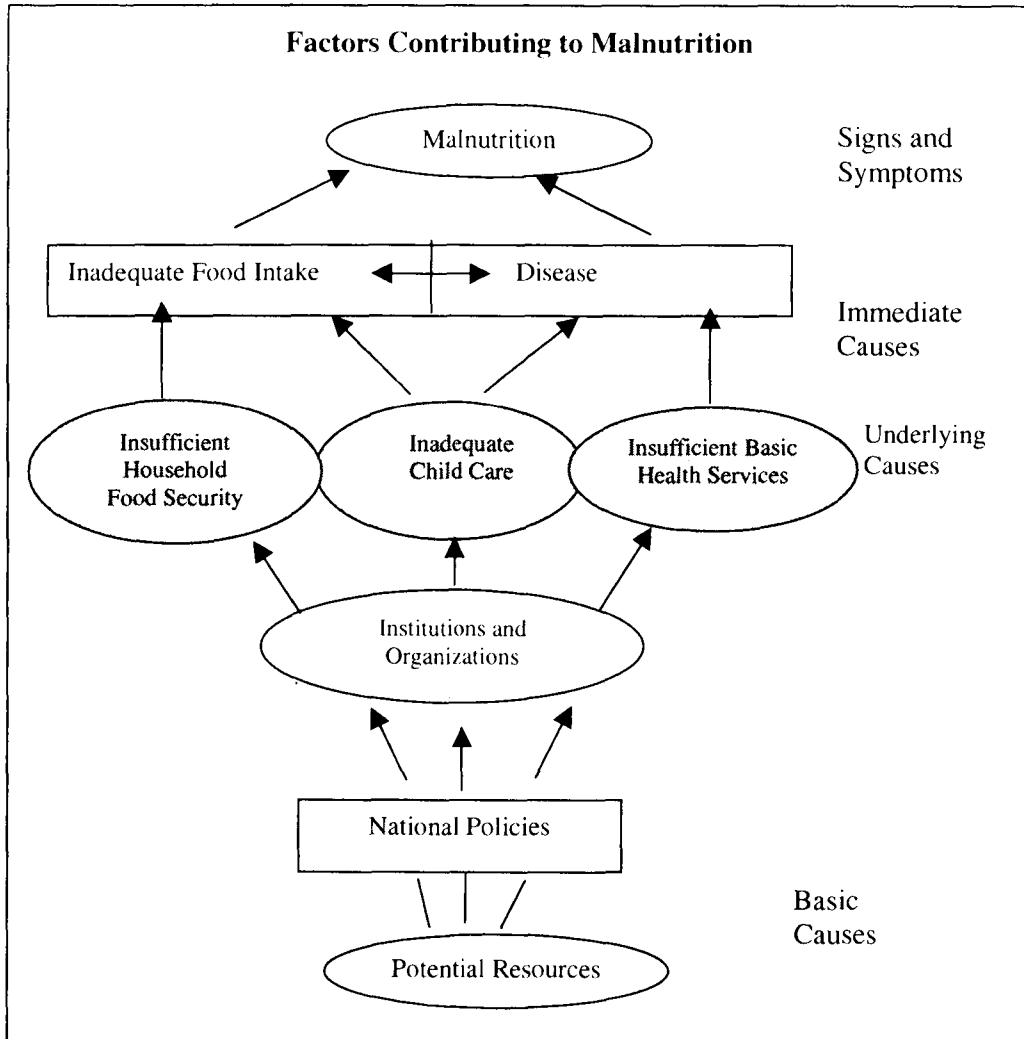 Factors Contributing to Malnutrition
Malnutrition
Signs and
Symptoms
Inadequate Food Intake
Disease
Immediate
Causes
Insufficient
Household
Food Security
Inadequate
Child Care
Insufficient Basic
Health Services
Underlying
Causes
Institutions and
Organizations
National Policies
Basic
Causes
Potential Resources